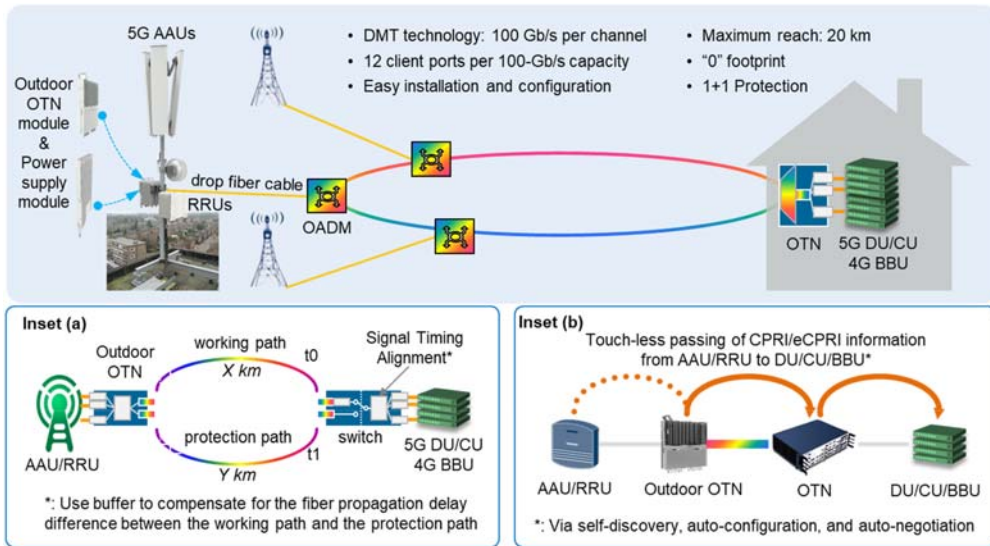 5G AAUs
Outdoor
OTN
module
&
Power
supply
module
RRUs
drop fiber cable
OADM
• DMT technology: 100 Gb/s per channel
• 12 client ports per 100-Gb/s capacity
• Easy installation and configuration
• Maximum reach: 20 km
• “0” footprint
• 1+1 Protection
OTN
5G DU/CU
4G BBU
Inset (a)
Outdoor
OTN
working path
X km
t0
Signal Timing
Alignment*
AAU/RRU
protection path
Y km
t1
switch
5G DU/CU
4G BBU
*: Use buffer to compensate for the fiber propagation delay
difference between the working path and the protection path
Inset (b)
Touch-less passing of CPRI/eCPRI information
from AAU/RRU to DU/CU/BBU*
AAU/RRU
Outdoor OTN
OTN
DU/CU/BBU
*: Via self-discovery, auto-configuration, and auto-negotiation